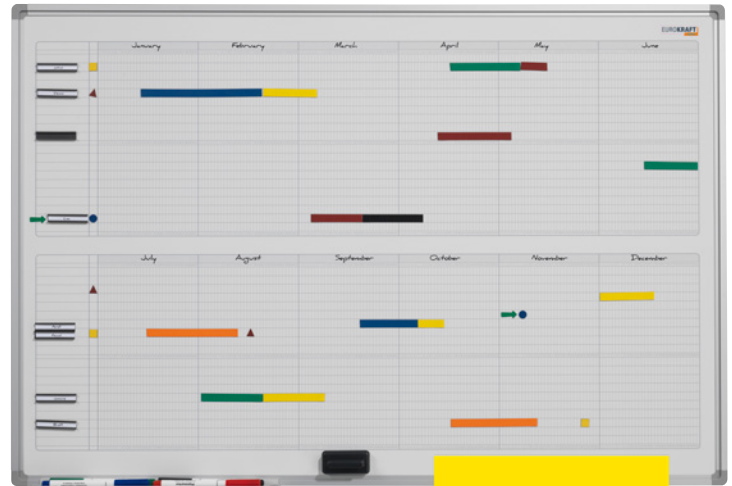 EUROKRAFT
January February March April May June
July August September October November December